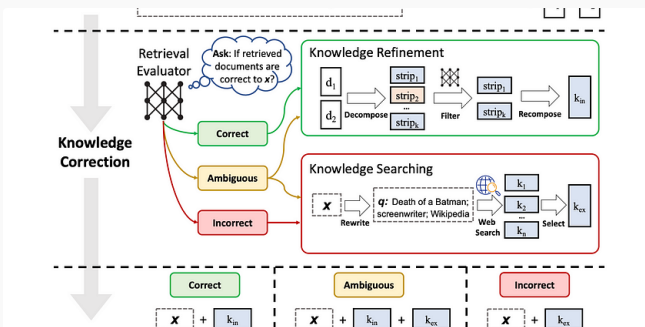 Retrieval
Evaluator
Ask: If retrieved
documents are
correct to x?
Knowledge Refinement
d1
d2
Decompose
strip1
strip2
...
stripk
Filter
strip1
stripk
Recompose
kin
Correct
Knowledge
Correction
Ambiguous
Incorrect
Knowledge Searching
x
Rewrite
q: Death of a Batman;
screenwriter; Wikipedia
Web
Search
k1
k2
...
kn
Select
kex
Correct
Ambiguous
Incorrect
x + kin
x + kin + kex
x + kex